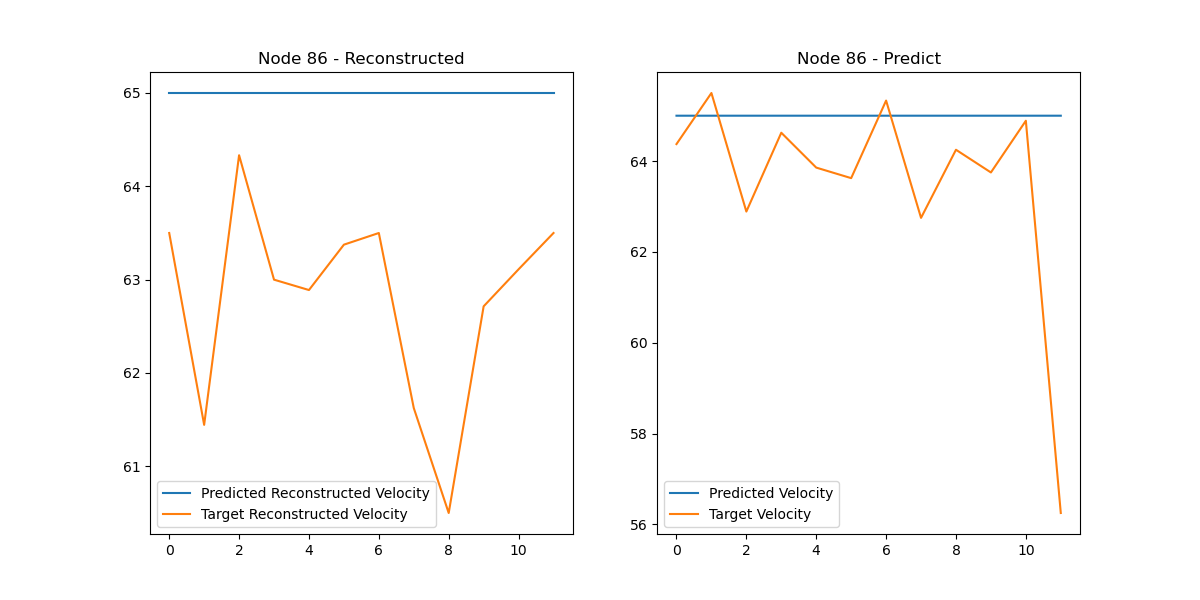 Node 86 - Reconstructed
65
64
63
62
61
Predicted Reconstructed Velocity
Target Reconstructed Velocity
0 2 4 6 8 10
Node 86 - Predict
64
62
60
58
56
Predicted Velocity
Target Velocity
0 2 4 6 8 10